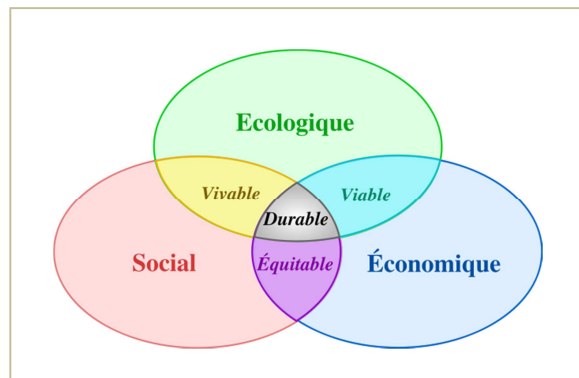 Ecologique
Vivable
Viable
Durable
Social
Équitable
Économique